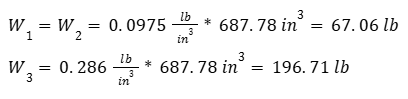 W₁ = W₂ = 0.0975 lb/in³ * 687.78 in³ = 67.06 lb
W₃ = 0.286 lb/in³ * 687.78 in³ = 196.71 lb